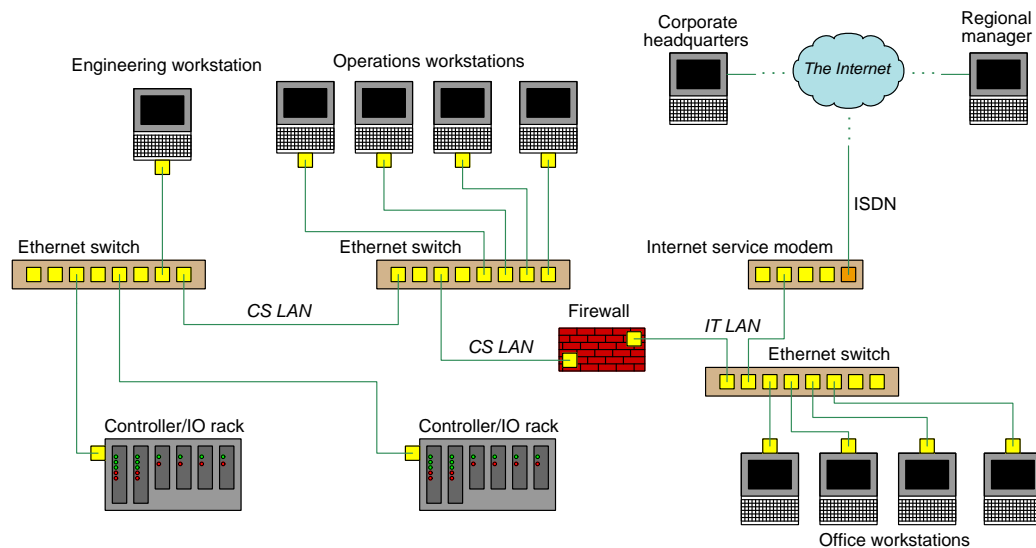 Corporate
headquarters
Regional
manager
Engineering workstation
Operations workstations
The Internet
ISDN
Ethernet switch
Ethernet switch
Internet service modem
CS LAN
Firewall
CS LAN
IT LAN
Ethernet switch
Controller/IO rack
Controller/IO rack
Office workstations